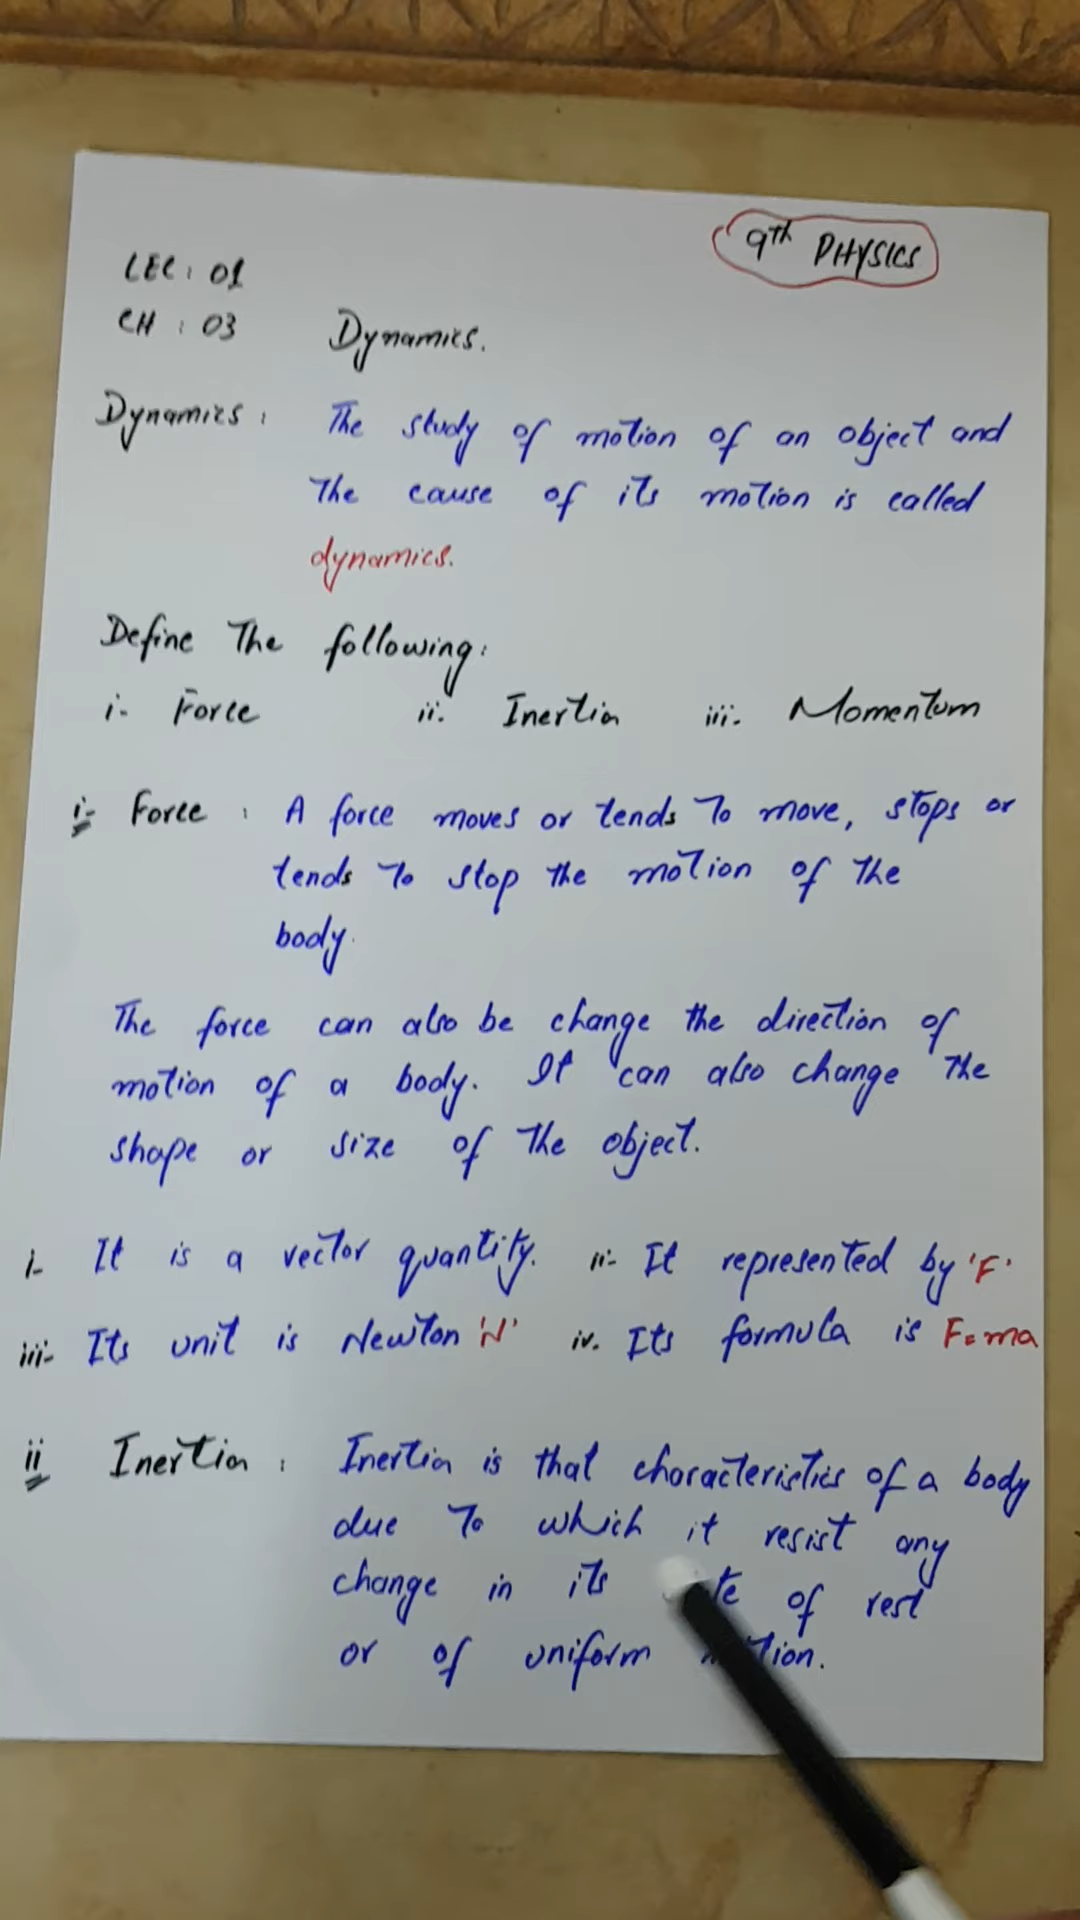 9th PHYSICS
LEC: 01
CH: 03 Dynamics.
Dynamics: The study of motion of an object and
The cause of its motion is called
dynamics.
Define The following:
i- Force ii. Inertia iii. Momentum
i- Force: A force moves or tends To move, stops or
tends To stop the motion of The
body.
The force can also be change the direction of
motion of a body. It can also change The
shape or size of The object.
i- It is a vector quantity. ii- It represented by 'F'
iii- Its unit is Newton 'N' iv. Its formula is F=ma
ii Inertia: Inertia is that characteristics of a body
due To which it resist any
change in its of rest
or of uniform motion.